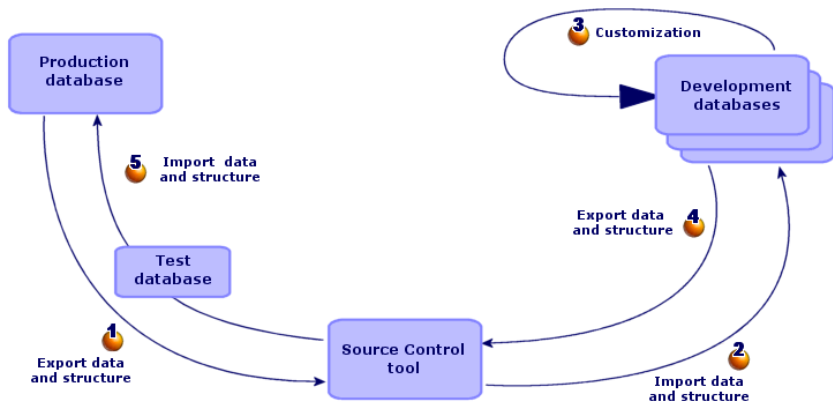 3 Customization
Production
database
Development
databases
5 Import data
and structure
4
Export data
and structure
Test
database
1
Export data
and structure
Source Control
tool
2
Import data
and structure